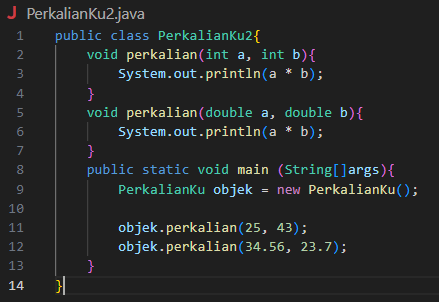 J PerkalianKu2.java
1 public class PerkalianKu2{
2 void perkalian(int a, int b){
3 System.out.println(a * b);
4 }
5 void perkalian(double a, double b){
6 System.out.println(a * b);
7 }
8 public static void main (String[]args){
9 PerkalianKu objek = new PerkalianKu();
10
11 objek.perkalian(25, 43);
12 objek.perkalian(34.56, 23.7);
13 }
14 }